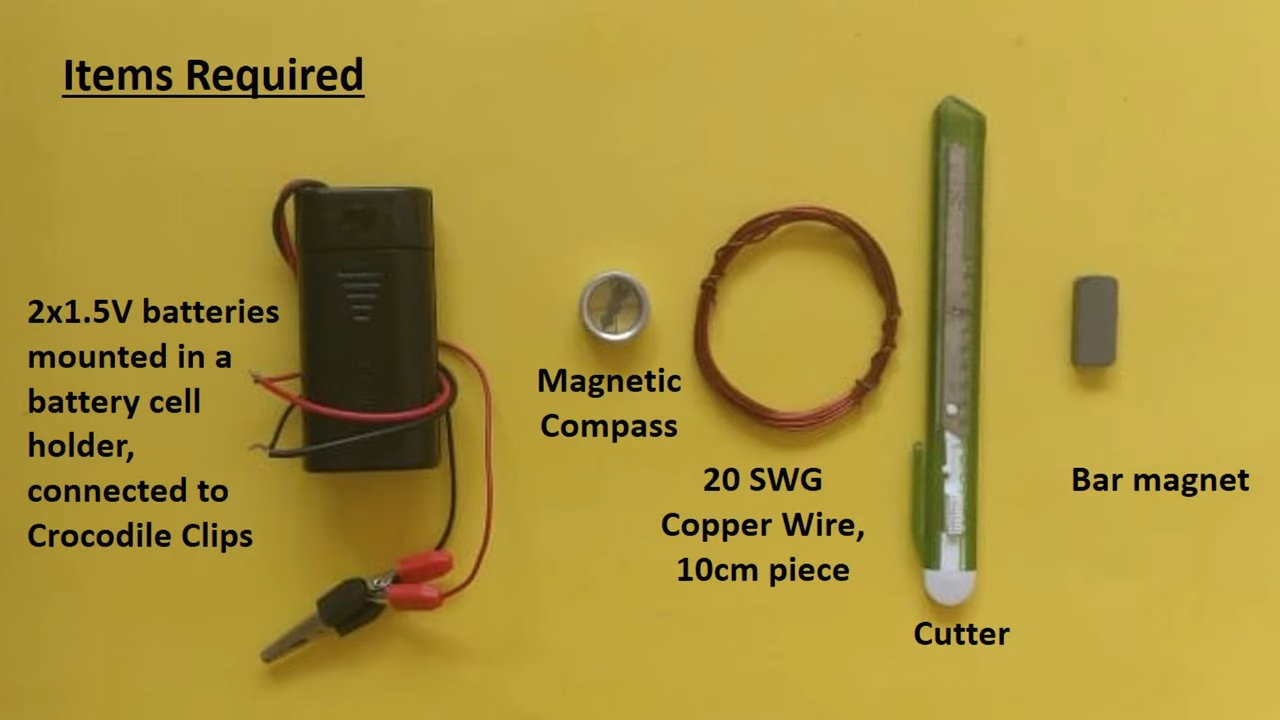 Items Required
2x1.5V batteries
mounted in a
battery cell
holder,
connected to
Crocodile Clips
Magnetic
Compass
20 SWG
Copper Wire,
10cm piece
Cutter
Bar magnet